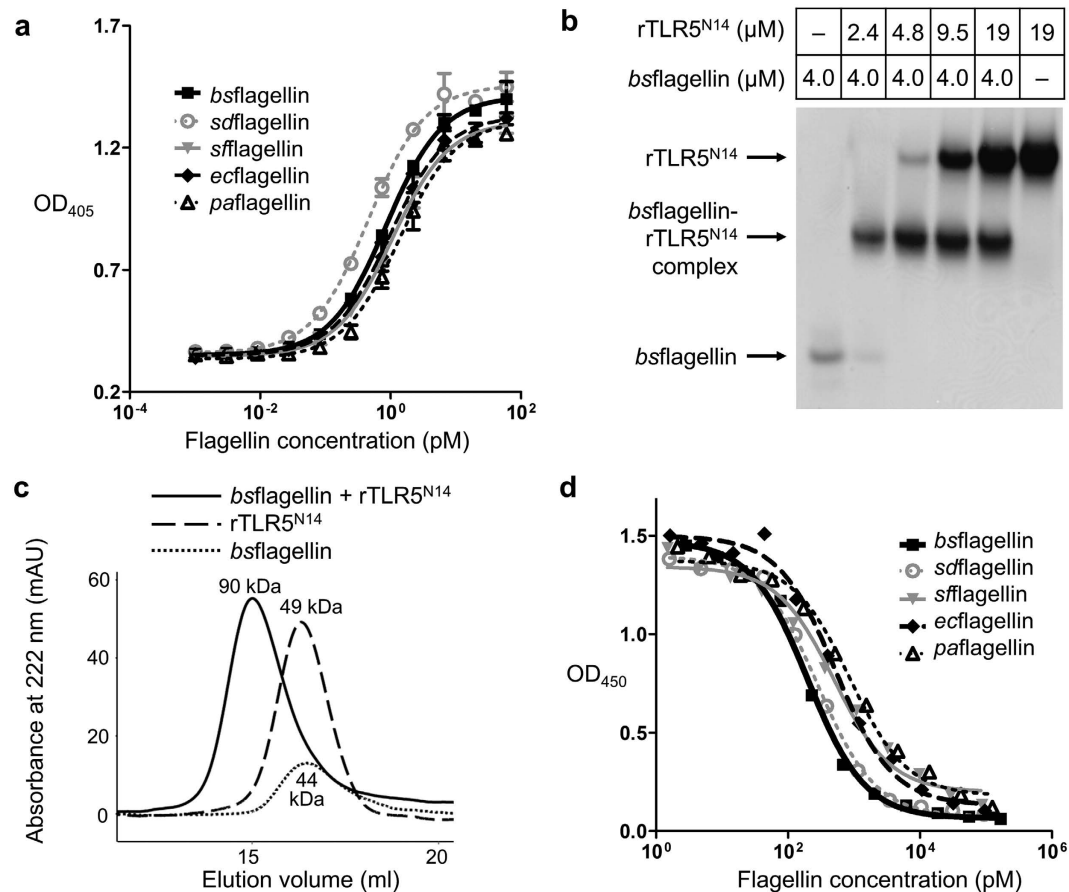 a
1.7
1.2
0.7
0.2
OD405
bsflagellin
sdflagellin
sfflagellin
ecflagellin
paflagellin
10⁻⁴ 10⁻² 10⁰ 10²
Flagellin concentration (pM)
b
rTLR5ᴺ¹⁴ (µM) – 2.4 4.8 9.5 19 19
bsflagellin (µM) 4.0 4.0 4.0 4.0 4.0 –
rTLR5ᴺ¹⁴
bsflagellin-
rTLR5ᴺ¹⁴
complex
bsflagellin
c
bsflagellin + rTLR5ᴺ¹⁴
rTLR5ᴺ¹⁴
bsflagellin
Absorbance at 222 nm (mAU)
60
40
20
0
90 kDa
49 kDa
44
kDa
15 20
Elution volume (ml)
d
1.5
1.0
0.5
0.0
OD450
bsflagellin
sdflagellin
sfflagellin
ecflagellin
paflagellin
10⁰ 10² 10⁴ 10⁶
Flagellin concentration (pM)